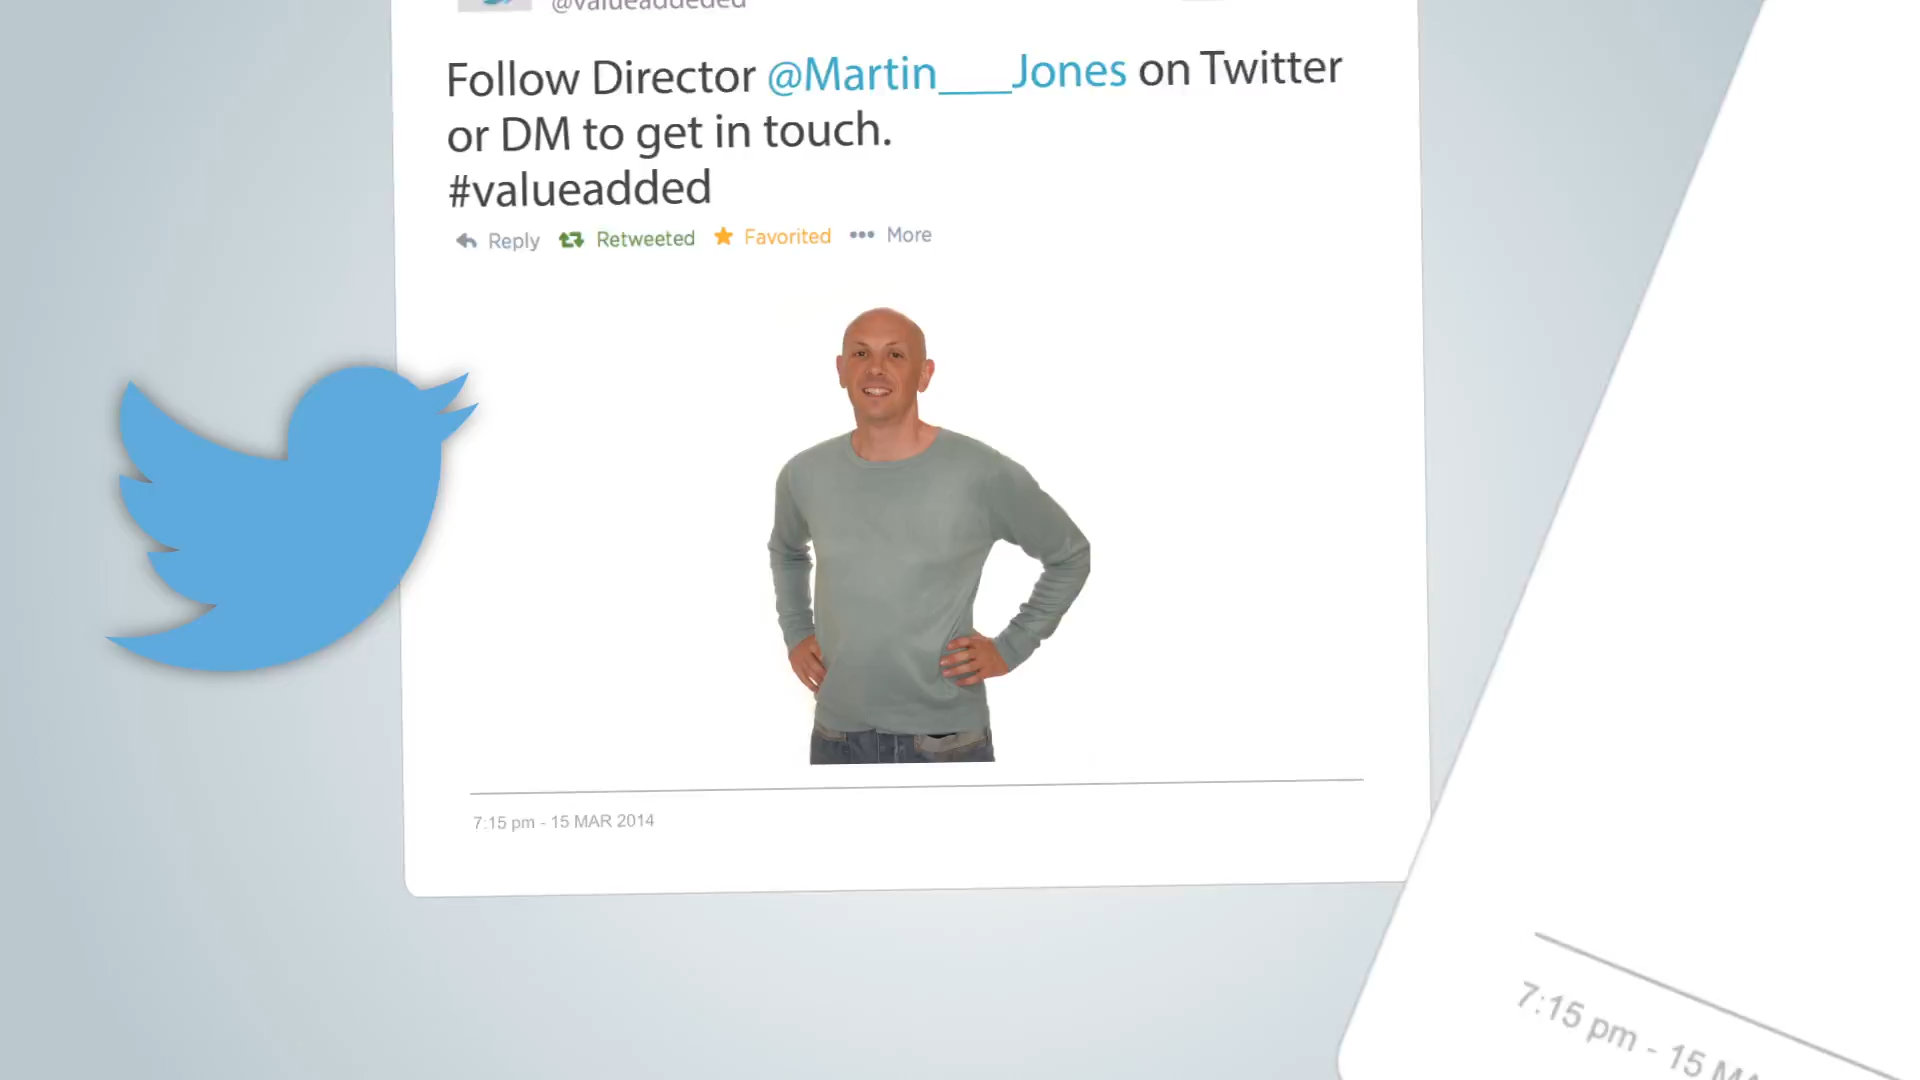 @valueaddeded
Follow Director @Martin___Jones on Twitter
or DM to get in touch.
#valueadded
Reply Retweeted Favorited More
7:15 pm - 15 MAR 2014
7:15 pm - 15